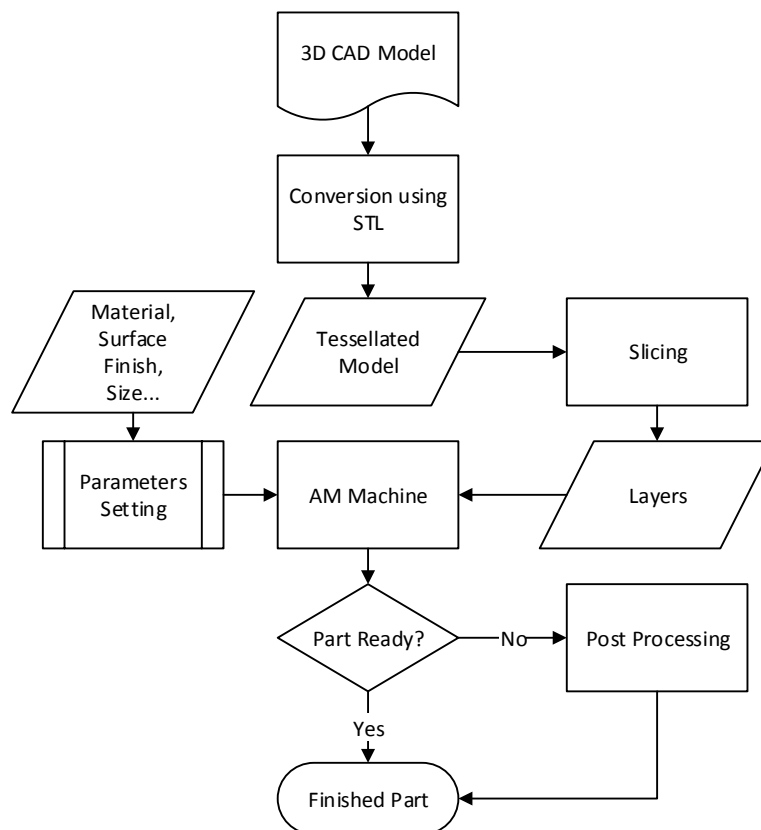 3D CAD Model
Conversion using
STL
Material,
Surface
Finish,
Size...
Tessellated
Model
Slicing
Parameters
Setting
AM Machine
Layers
Part Ready?
No
Post Processing
Yes
Finished Part